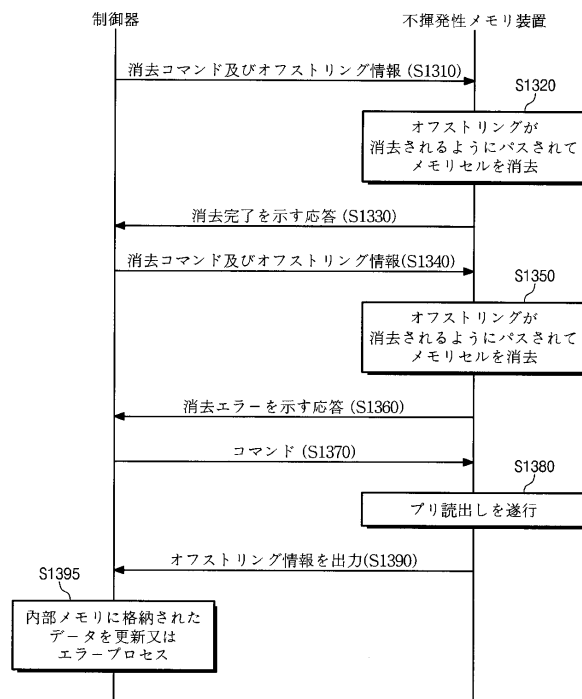 制御器
不揮発性メモリ装置
消去コマンド及びオフストリング情報 (S1310)
S1320
オフストリングが
消去されるようにパスされて
メモリセルを消去
消去完了を示す応答 (S1330)
消去コマンド及びオフストリング情報(S1340)
S1350
オフストリングが
消去されるようにパスされて
メモリセルを消去
消去エラーを示す応答 (S1360)
コマンド (S1370)
S1380
プリ読出しを遂行
オフストリング情報を出力(S1390)
S1395
内部メモリに格納された
データを更新又は
エラープロセス